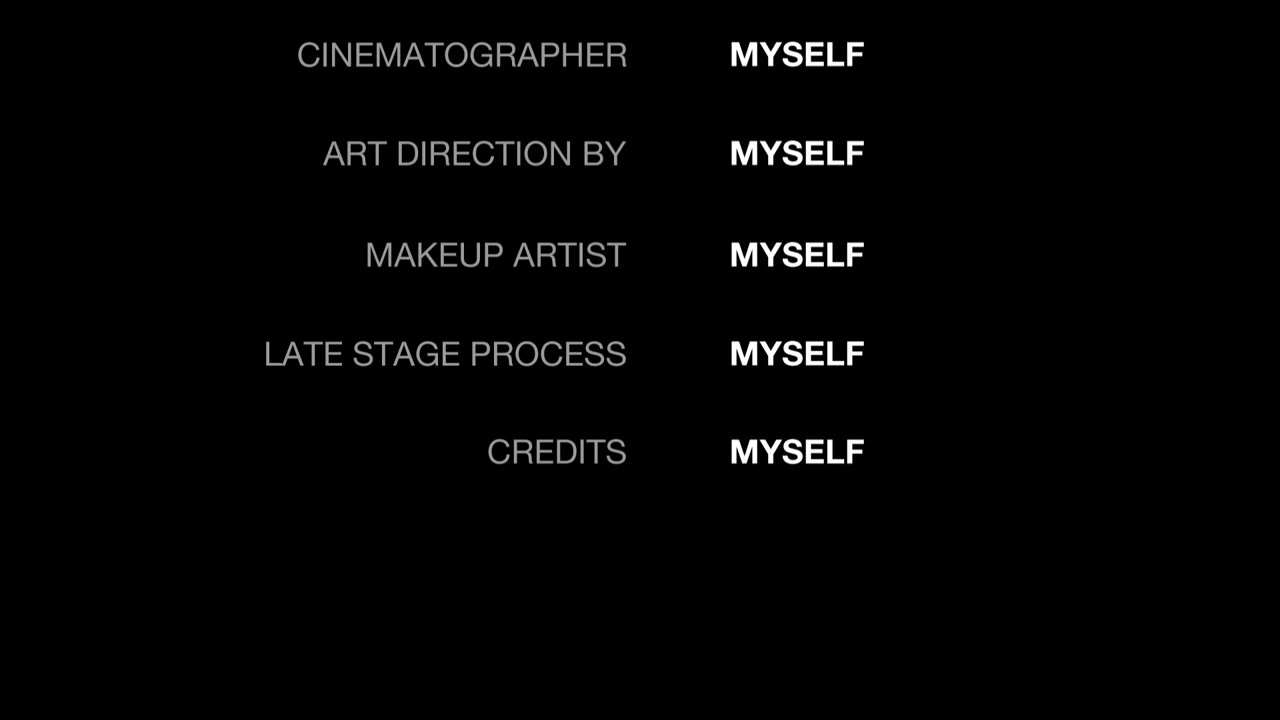 CINEMATOGRAPHER MYSELF
ART DIRECTION BY MYSELF
MAKEUP ARTIST MYSELF
LATE STAGE PROCESS MYSELF
CREDITS MYSELF